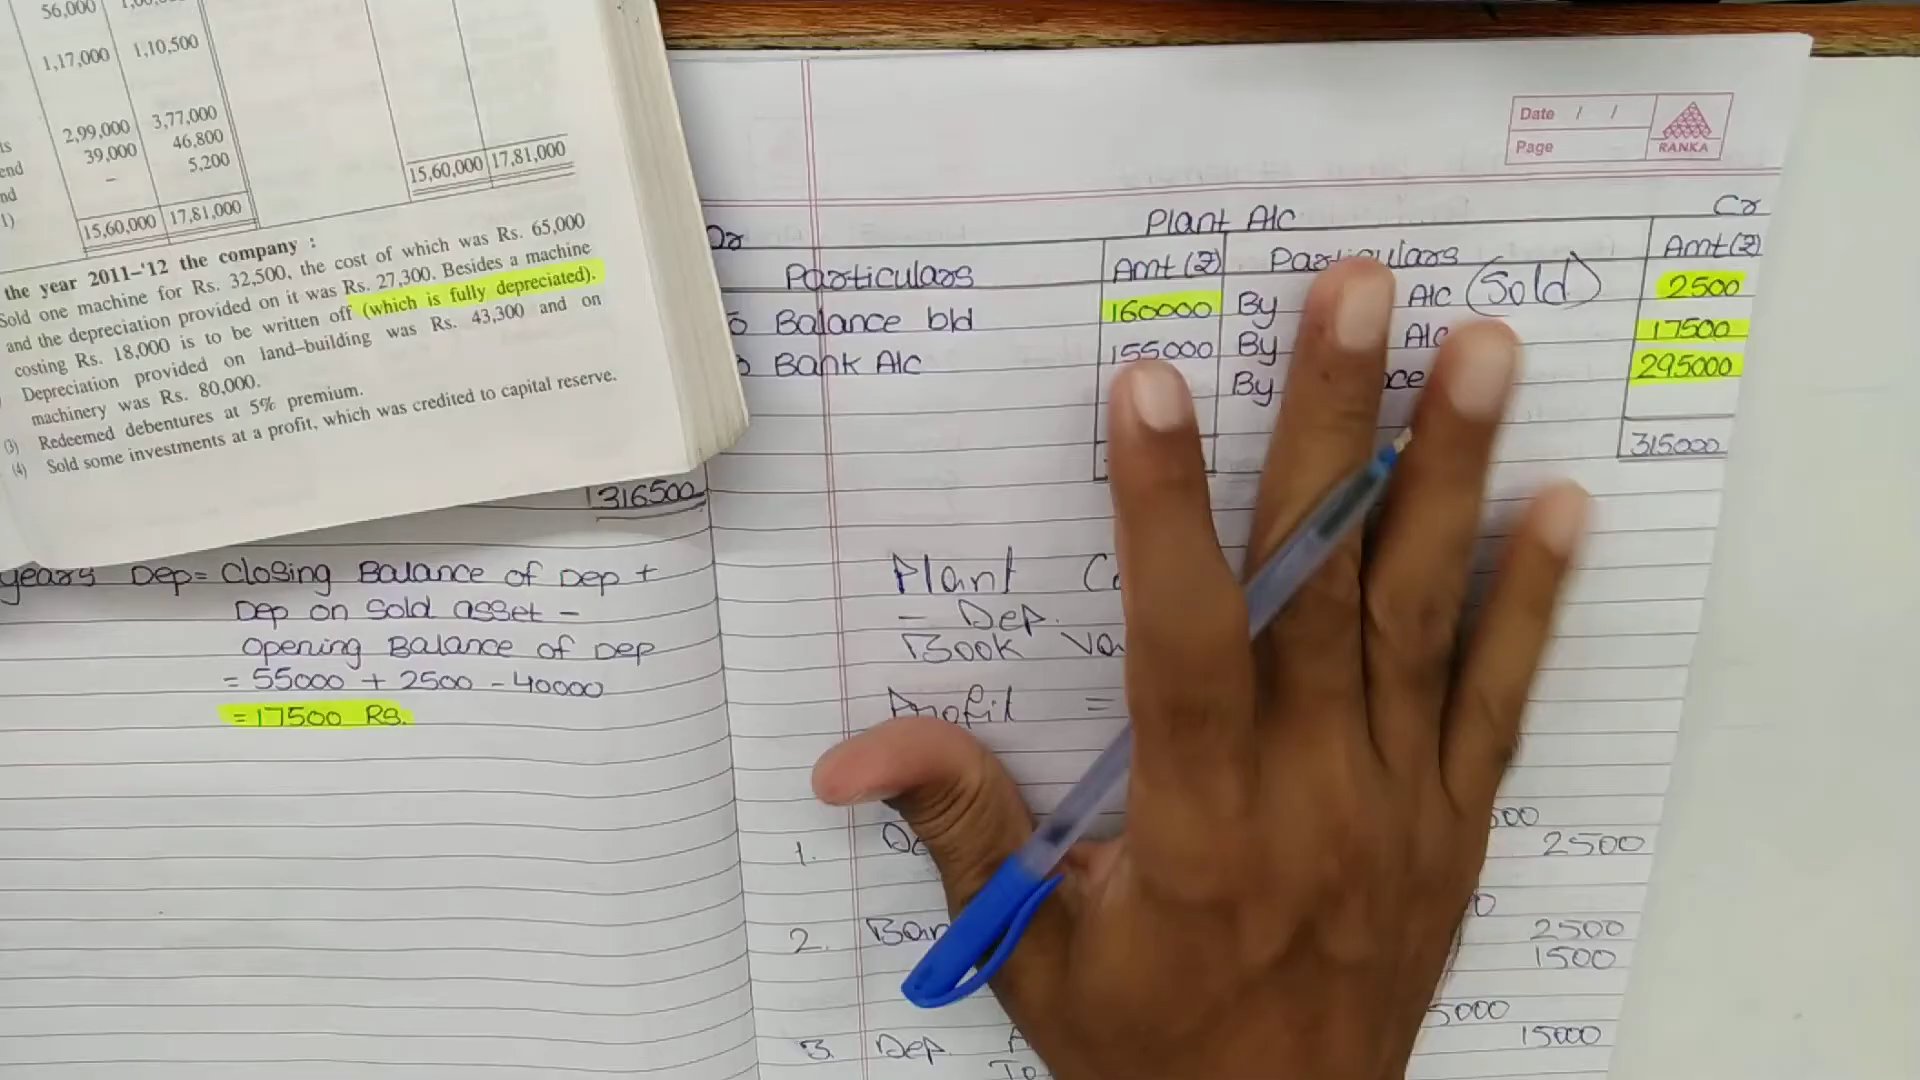 56,000
1,17,000 1,10,500
2,99,000 3,77,000
39,000 46,800
end
– 5,200
nd
1)
15,60,000 17,81,000
15,60,000 17,81,000
the year 2011–'12 the company :
Sold one machine for Rs. 32,500, the cost of which was Rs. 65,000
and the depreciation provided on it was Rs. 27,300. Besides a machine
costing Rs. 18,000 is to be written off (which is fully depreciated).
Depreciation provided on land–building was Rs. 43,300 and on
machinery was Rs. 80,000.
(3) Redeemed debentures at 5% premium.
(4) Sold some investments at a profit, which was credited to capital reserve.
1316500
years Dep = Closing Balance of Dep +
Dep on Sold asset –
Opening Balance of Dep
= 55000 + 2500 – 40000
= 17500 Rs.
Date / /
Page
RANKA
Dr Plant A/c Cr
Particulars Amt (₹) Particulars Amt (₹)
Balance b/d 160000 By A/c (Sold) 2500
Bank A/c 155000 By A/c 17500
By 295000
315000
Plant
– Dep.
Book
Profit =
1.
2500
2.
2500
1500
3. Dep. 5000
To 15000